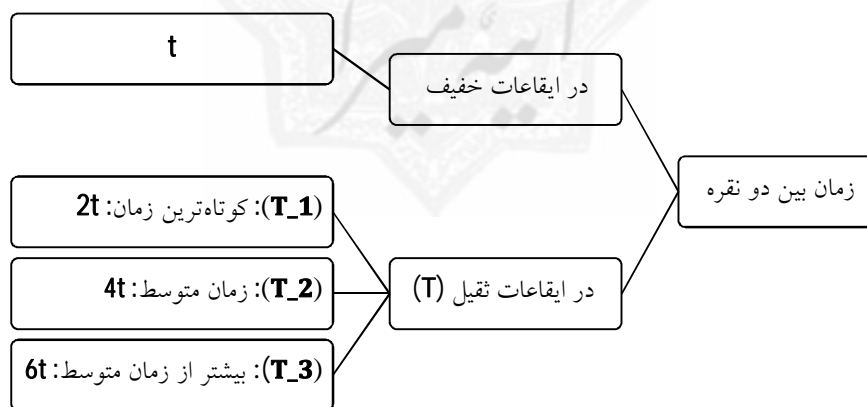 زمان بین دو نقره
در ایقاعات خفیف
t
در ایقاعات ثقیل (T)
(T_1): کوتاه‌ترین زمان: 2t
(T_2): زمان متوسط: 4t
(T_3): بیشتر از زمان متوسط: 6t